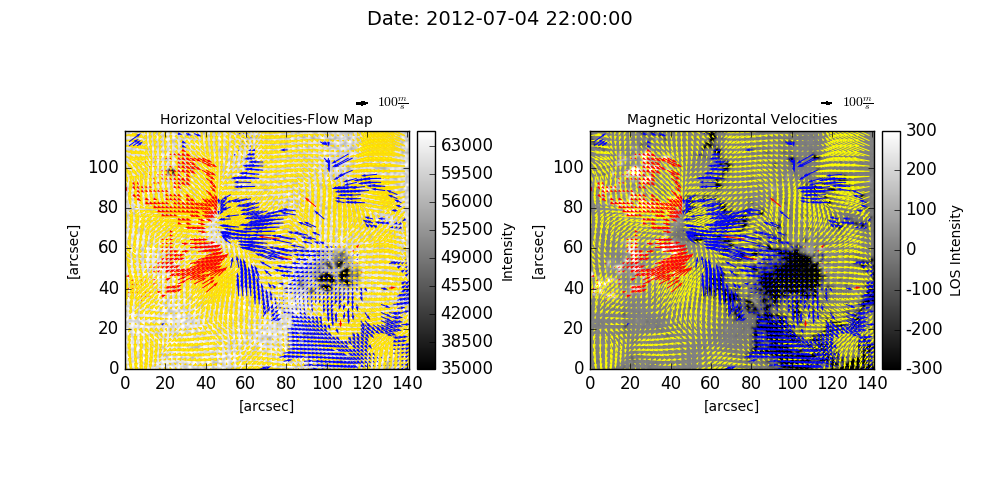 Date: 2012-07-04 22:00:00
100 m/s
Horizontal Velocities-Flow Map
100
80
60
40
20
0
[arcsec]
0 20 40 60 80 100 120 140
[arcsec]
63000
59500
56000
52500
49000
45500
42000
38500
35000
Intensity
100 m/s
Magnetic Horizontal Velocities
100
80
60
40
20
0
[arcsec]
0 20 40 60 80 100 120 140
[arcsec]
300
200
100
0
-100
-200
-300
LOS Intensity